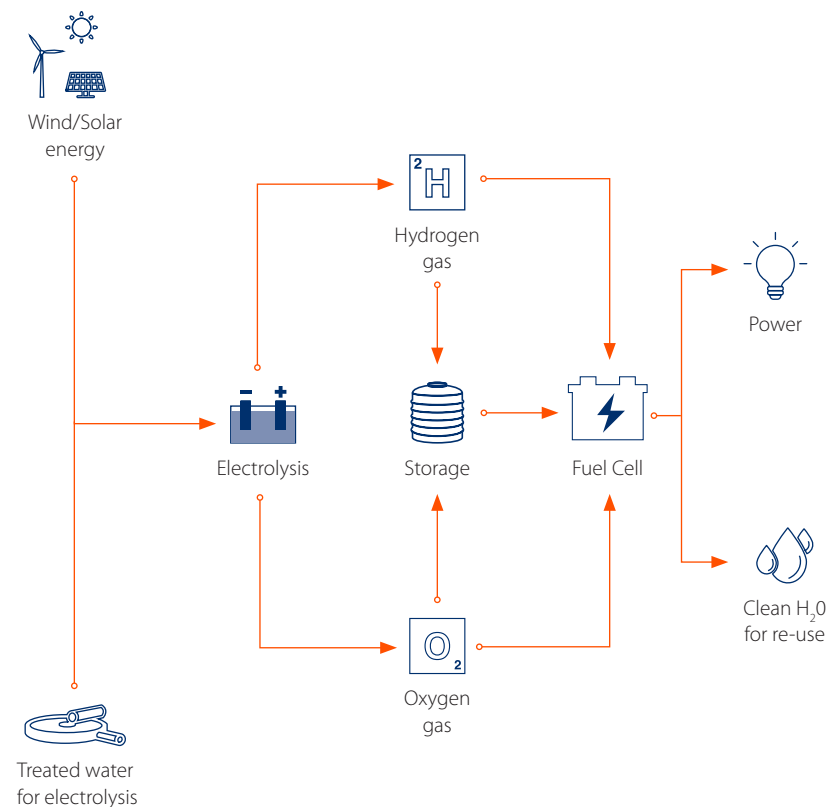 Wind/Solar
energy
2
H
Hydrogen
gas
Power
- +
Electrolysis
Storage
Fuel Cell
Clean H₂0
for re-use
O
2
Oxygen
gas
Treated water
for electrolysis